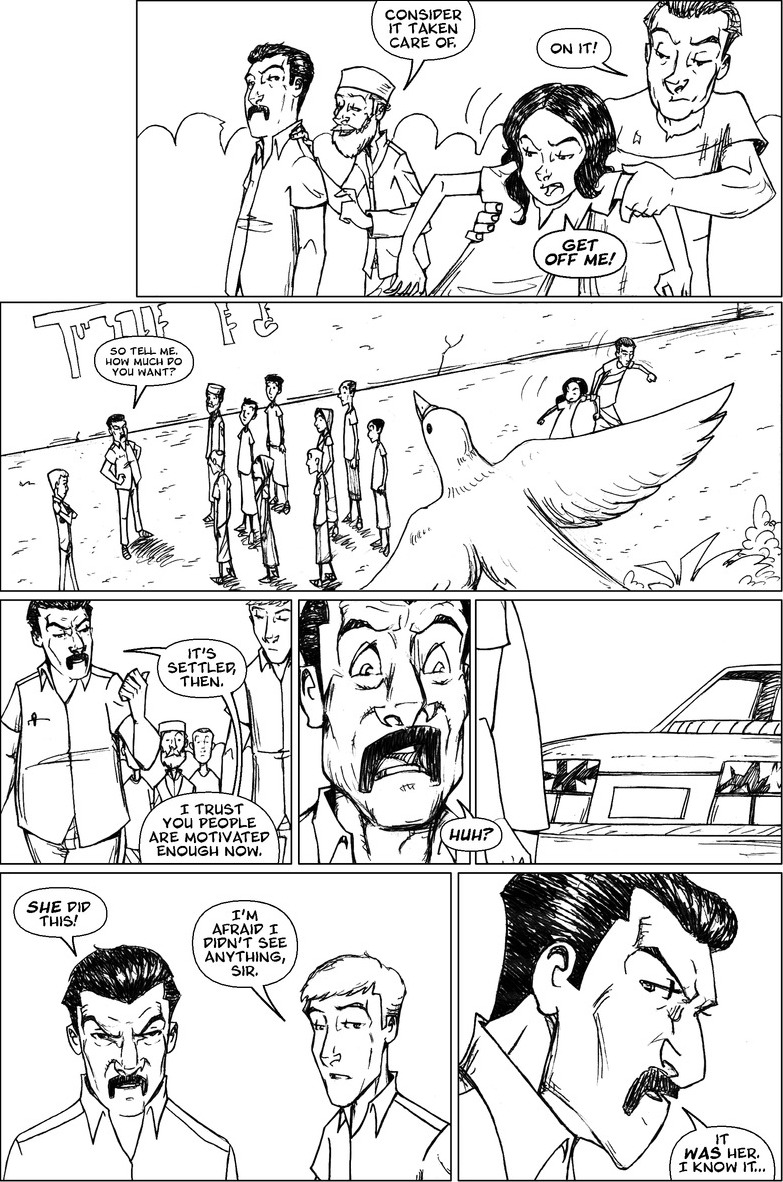 CONSIDER
IT TAKEN
CARE OF.
ON IT!
GET
OFF ME!
SO TELL ME.
HOW MUCH DO
YOU WANT?
IT'S
SETTLED,
THEN.
I TRUST
YOU PEOPLE
ARE MOTIVATED
ENOUGH NOW.
HUH?
SHE DID
THIS!
I'M
AFRAID I
DIDN'T SEE
ANYTHING,
SIR.
IT
WAS HER.
I KNOW IT...